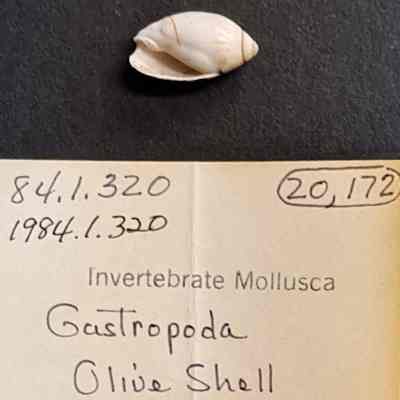 84.1.320 20,172
1984.1.320
Invertebrate Mollusca
Gastropoda
Olive Shell